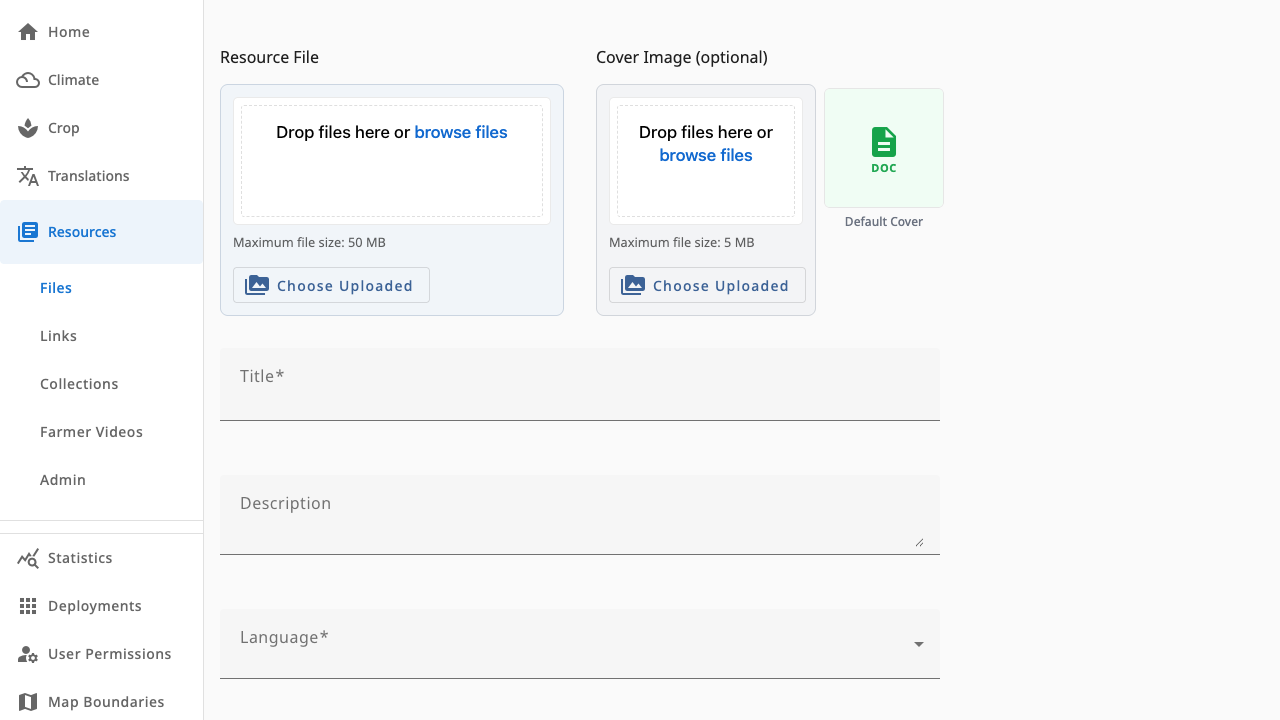 Home
Climate
Crop
Translations
Resources
Files
Links
Collections
Farmer Videos
Admin
Statistics
Deployments
User Permissions
Map Boundaries
Resource File
Drop files here or browse files
Maximum file size: 50 MB
Choose Uploaded
Cover Image (optional)
Drop files here or
browse files
Maximum file size: 5 MB
Choose Uploaded
DOC
Default Cover
Title*
Description
Language*